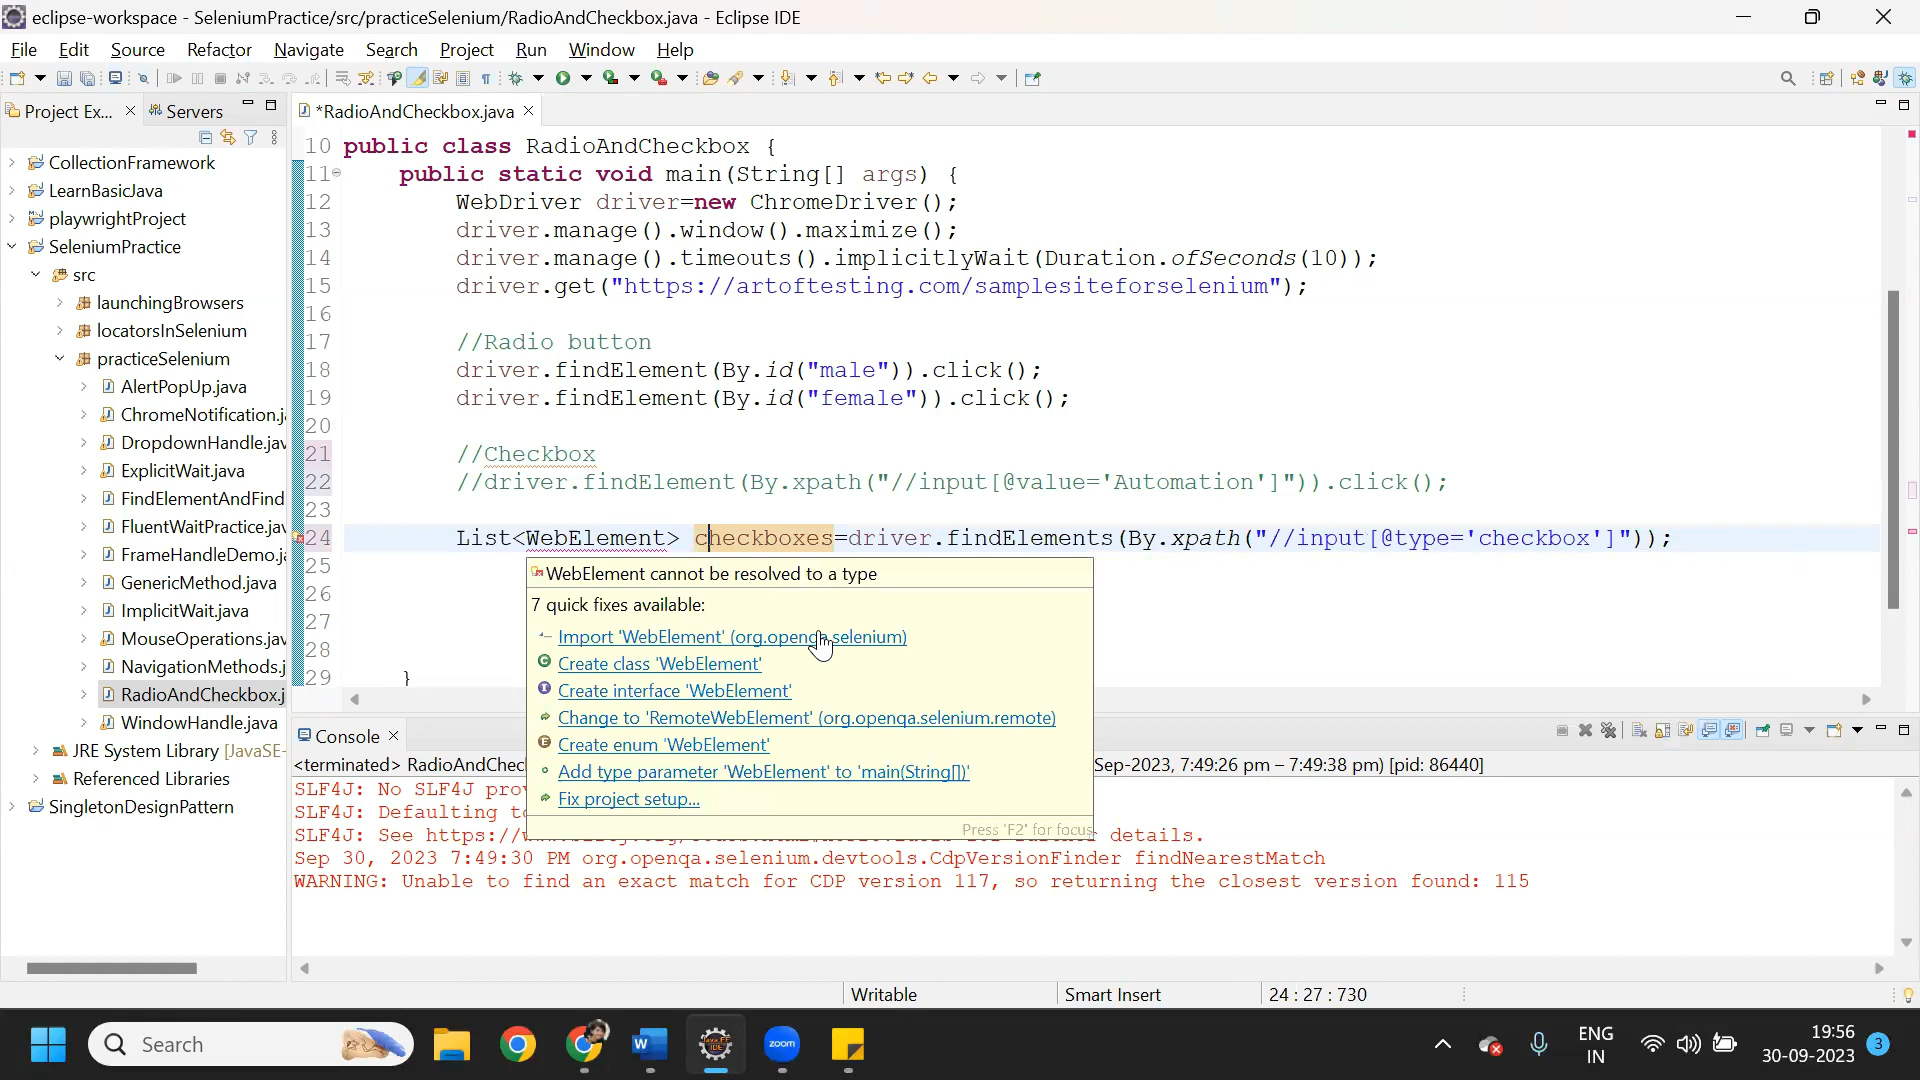 eclipse-workspace - SeleniumPractice/src/practiceSelenium/RadioAndCheckbox.java - Eclipse IDE
File Edit Source Refactor Navigate Search Project Run Window Help
Project Ex... Servers
*RadioAndCheckbox.java
CollectionFramework
LearnBasicJava
playwrightProject
SeleniumPractice
src
launchingBrowsers
locatorsInSelenium
practiceSelenium
AlertPopUp.java
ChromeNotification.j
DropdownHandle.jav
ExplicitWait.java
FindElementAndFind
FluentWaitPractice.jav
FrameHandleDemo.j
GenericMethod.java
ImplicitWait.java
MouseOperations.jav
NavigationMethods.j
RadioAndCheckbox.j
WindowHandle.java
JRE System Library [JavaSE-
Referenced Libraries
SingletonDesignPattern
10 public class RadioAndCheckbox {
11 public static void main(String[] args) {
12 WebDriver driver=new ChromeDriver();
13 driver.manage().window().maximize();
14 driver.manage().timeouts().implicitlyWait(Duration.ofSeconds(10));
15 driver.get("https://artoftesting.com/samplesiteforselenium");
16
17 //Radio button
18 driver.findElement(By.id("male")).click();
19 driver.findElement(By.id("female")).click();
20
21 //Checkbox
22 //driver.findElement(By.xpath("//input[@value='Automation']")).click();
23
24 List<WebElement> checkboxes=driver.findElements(By.xpath("//input[@type='checkbox']"));
25
26
27
28
29 }
WebElement cannot be resolved to a type
7 quick fixes available:
Import 'WebElement' (org.openqa.selenium)
Create class 'WebElement'
Create interface 'WebElement'
Change to 'RemoteWebElement' (org.openqa.selenium.remote)
Create enum 'WebElement'
Add type parameter 'WebElement' to 'main(String[])'
Fix project setup...
Press 'F2' for focus
Console
<terminated> RadioAndChec Sep-2023, 7:49:26 pm – 7:49:38 pm) [pid: 86440]
SLF4J: No SLF4J prov
SLF4J: Defaulting to
SLF4J: See https:// details.
Sep 30, 2023 7:49:30 PM org.openqa.selenium.devtools.CdpVersionFinder findNearestMatch
WARNING: Unable to find an exact match for CDP version 117, so returning the closest version found: 115
Writable Smart Insert 24 : 27 : 730
Search
zoom
ENG
IN
19:56
30-09-2023
3